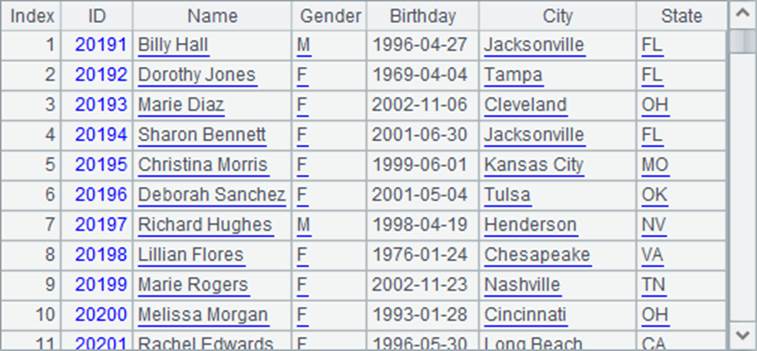 Index ID Name Gender Birthday City State
1 20191 Billy Hall M 1996-04-27 Jacksonville FL
2 20192 Dorothy Jones F 1969-04-04 Tampa FL
3 20193 Marie Diaz F 2002-11-06 Cleveland OH
4 20194 Sharon Bennett F 2001-06-30 Jacksonville FL
5 20195 Christina Morris F 1999-06-01 Kansas City MO
6 20196 Deborah Sanchez F 2001-05-04 Tulsa OK
7 20197 Richard Hughes M 1998-04-19 Henderson NV
8 20198 Lillian Flores F 1976-01-24 Chesapeake VA
9 20199 Marie Rogers F 2002-11-23 Nashville TN
10 20200 Melissa Morgan F 1993-01-28 Cincinnati OH
11 20201 Rachel Edwards F 1996-05-30 Long Beach CA